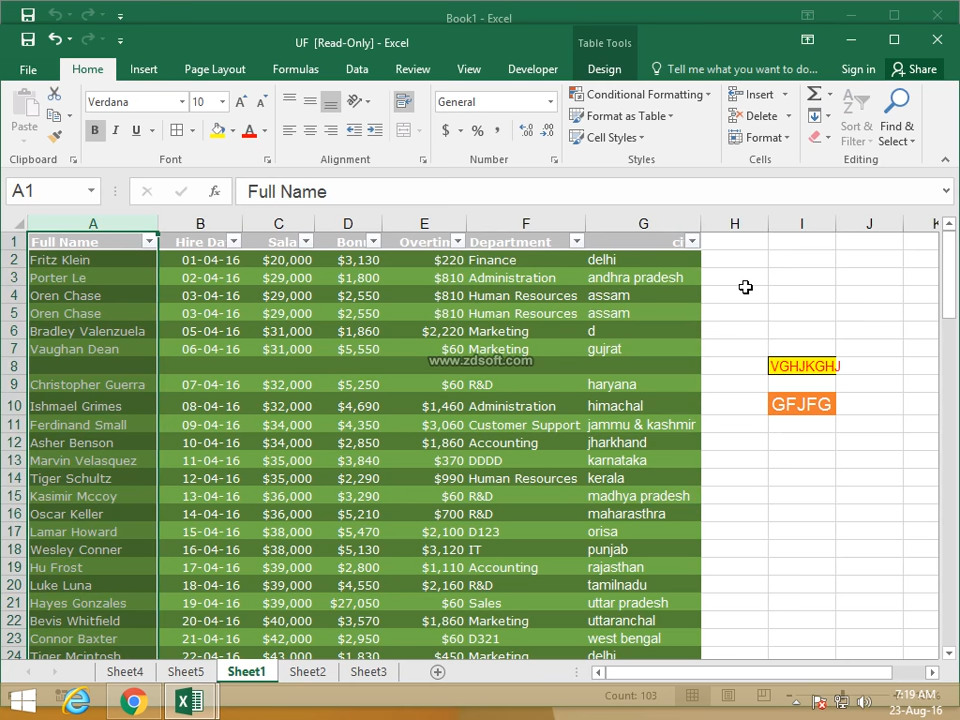 Book1 - Excel
UF [Read-Only] - Excel
Table Tools
File Home Insert Page Layout Formulas Data Review View Developer Design Tell me what you want to do... Sign in Share
Paste
Verdana 10
B I U A
General
$ % ,
Conditional Formatting
Format as Table
Cell Styles
Insert
Delete
Format
Sort & Filter
Find & Select
Clipboard Font Alignment Number Styles Cells Editing
A1 fx Full Name
A B C D E F G H I J K
1 Full Name Hire Da Sala Bonu Overtin Department ci
2 Fritz Klein 01-04-16 $20,000 $3,130 $220 Finance delhi
3 Porter Le 02-04-16 $29,000 $1,800 $810 Administration andhra pradesh
4 Oren Chase 03-04-16 $29,000 $2,550 $810 Human Resources assam
5 Oren Chase 03-04-16 $29,000 $2,550 $810 Human Resources assam
6 Bradley Valenzuela 05-04-16 $31,000 $1,860 $2,220 Marketing d
7 Vaughan Dean 06-04-16 $31,000 $5,550 $60 Marketing gujrat
8 www.zdsoft.com VGHJKGHJ
9 Christopher Guerra 07-04-16 $32,000 $5,250 $60 R&D haryana
10 Ishmael Grimes 08-04-16 $32,000 $4,690 $1,460 Administration himachal GFJFG
11 Ferdinand Small 09-04-16 $34,000 $4,350 $3,060 Customer Support jammu & kashmir
12 Asher Benson 10-04-16 $34,000 $2,850 $1,860 Accounting jharkhand
13 Marvin Velasquez 11-04-16 $35,000 $3,840 $370 DDDD karnataka
14 Tiger Schultz 12-04-16 $35,000 $2,290 $990 Human Resources kerala
15 Kasimir Mccoy 13-04-16 $36,000 $3,290 $60 R&D madhya pradesh
16 Oscar Keller 14-04-16 $36,000 $5,210 $700 R&D maharasthra
17 Lamar Howard 15-04-16 $38,000 $5,470 $2,100 D123 orisa
18 Wesley Conner 16-04-16 $38,000 $5,130 $3,120 IT punjab
19 Hu Frost 17-04-16 $39,000 $2,800 $1,110 Accounting rajasthan
20 Luke Luna 18-04-16 $39,000 $4,550 $2,160 R&D tamilnadu
21 Hayes Gonzales 19-04-16 $39,000 $27,050 $60 Sales uttar pradesh
22 Bevis Whitfield 20-04-16 $40,000 $3,570 $1,860 Marketing uttaranchal
23 Connor Baxter 21-04-16 $42,000 $2,950 $60 D321 west bengal
24 Tiger Mcintosh 22-04-16 $43,000 $1,830 $450 Marketing delhi
Sheet4 Sheet5 Sheet1 Sheet2 Sheet3
Count: 103
7:19 AM
23-Aug-16